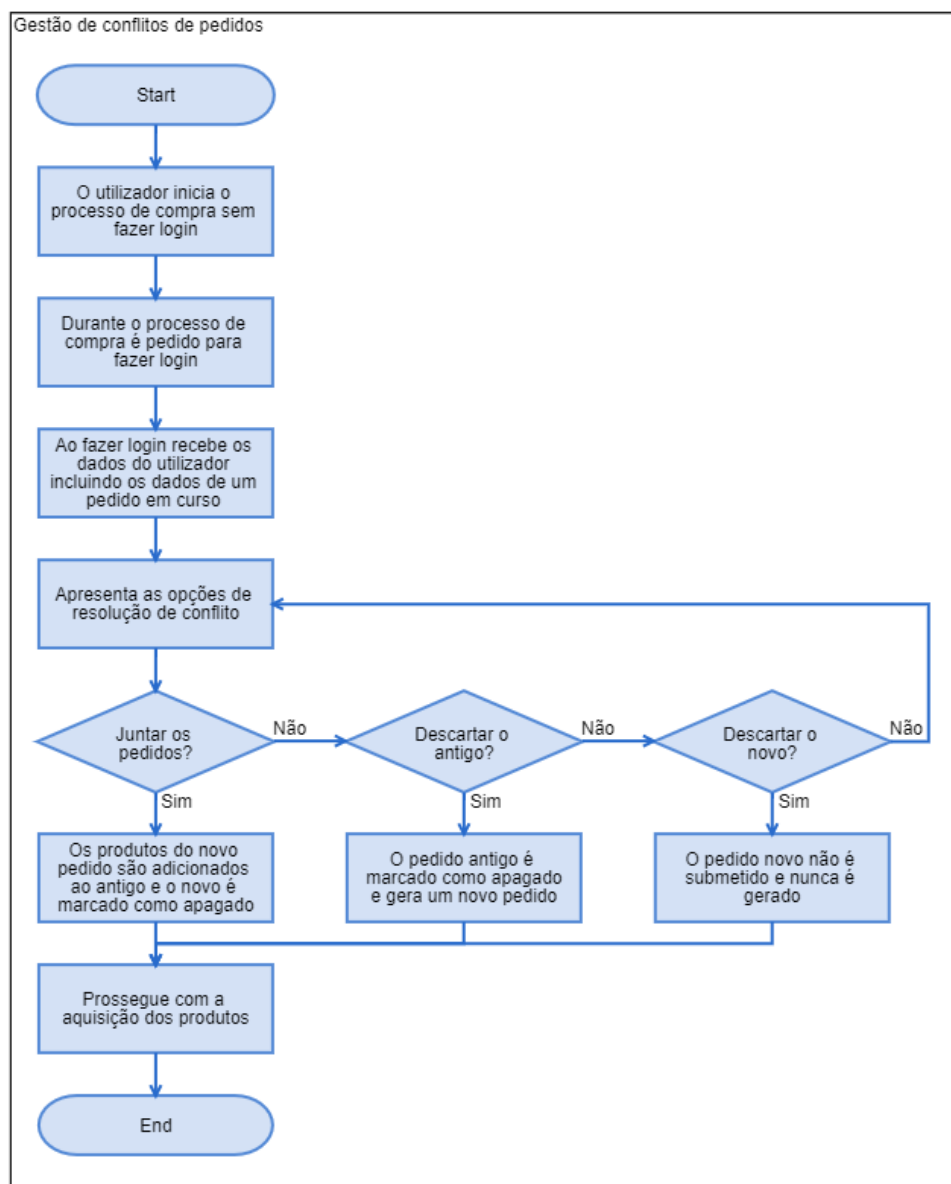 Gestão de conflitos de pedidos
Start
O utilizador inicia o
processo de compra sem
fazer login
Durante o processo de
compra é pedido para
fazer login
Ao fazer login recebe os
dados do utilizador
incluindo os dados de um
pedido em curso
Apresenta as opções de
resolução de conflito
Juntar os
pedidos?
Não
Descartar o
antigo?
Não
Descartar o
novo?
Não
Sim
Sim
Sim
Os produtos do novo
pedido são adicionados
ao antigo e o novo é
marcado como apagado
O pedido antigo é
marcado como apagado
e gera um novo pedido
O pedido novo não é
submetido e nunca é
gerado
Prossegue com a
aquisição dos produtos
End